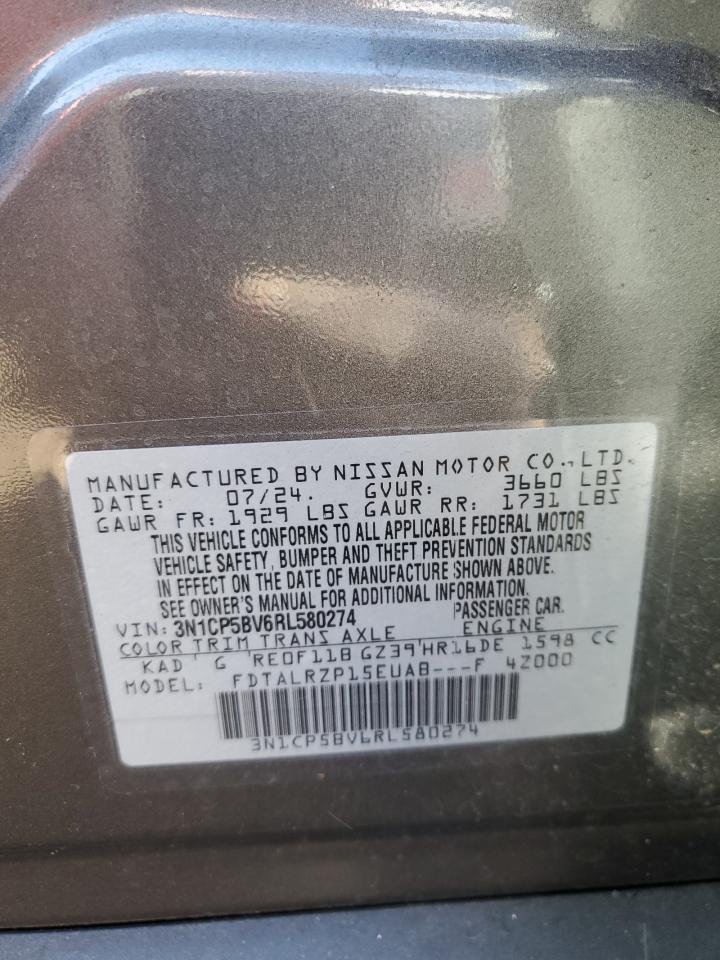 MANUFACTURED BY NISSAN MOTOR CO., LTD.
DATE: 07/24. GVWR: 3660 LBS
GAWR FR: 1929 LBS GAWR RR: 1731 LBS
THIS VEHICLE CONFORMS TO ALL APPLICABLE FEDERAL MOTOR
VEHICLE SAFETY, BUMPER AND THEFT PREVENTION STANDARDS
IN EFFECT ON THE DATE OF MANUFACTURE SHOWN ABOVE.
SEE OWNER'S MANUAL FOR ADDITIONAL INFORMATION.
VIN: 3N1CP5BV6RL580274 PASSENGER CAR.
COLOR TRIM TRANS AXLE ENGINE
KAD G RE0F11B GZ39 HR16DE 1598 CC
MODEL: FDTALRZP15EUAB---F 4Z000
3N1CP5BV6RL580274